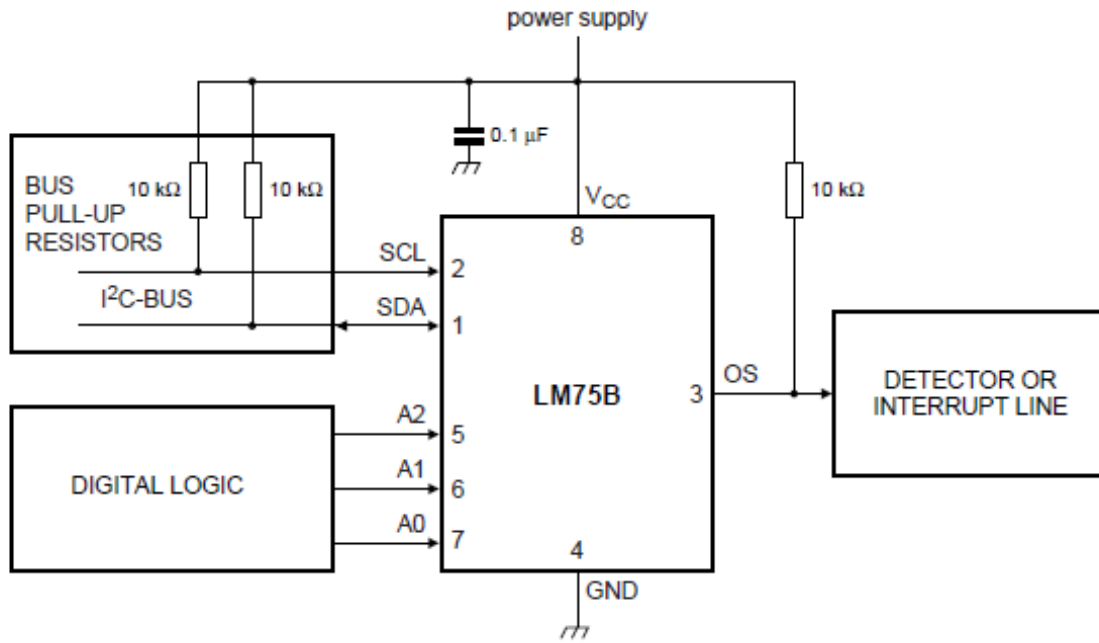 power supply
0.1 μF
BUS
PULL-UP
RESISTORS
10 kΩ
10 kΩ
10 kΩ
VCC
8
SCL
2
I²C-BUS
SDA
1
LM75B
3
OS
DETECTOR OR
INTERRUPT LINE
DIGITAL LOGIC
A2
5
A1
6
A0
7
4
GND